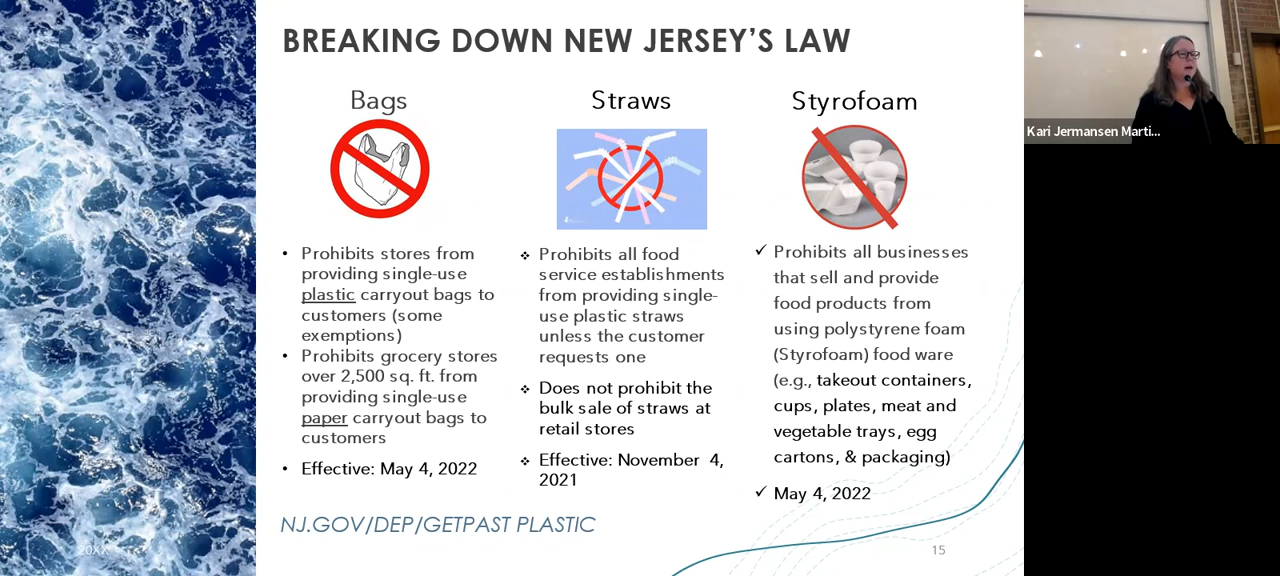 BREAKING DOWN NEW JERSEY’S LAW
Bags
• Prohibits stores from
providing single-use
plastic carryout bags to
customers (some
exemptions)
• Prohibits grocery stores
over 2,500 sq. ft. from
providing single-use
paper carryout bags to
customers
• Effective: May 4, 2022
Straws
❖ Prohibits all food
service establishments
from providing single-
use plastic straws
unless the customer
requests one
❖ Does not prohibit the
bulk sale of straws at
retail stores
❖ Effective: November 4,
2021
Styrofoam
✓ Prohibits all businesses
that sell and provide
food products from
using polystyrene foam
(Styrofoam) food ware
(e.g., takeout containers,
cups, plates, meat and
vegetable trays, egg
cartons, & packaging)
✓ May 4, 2022
NJ.GOV/DEP/GETPAST PLASTIC
20XX
15
Kari Jermansen Marti...